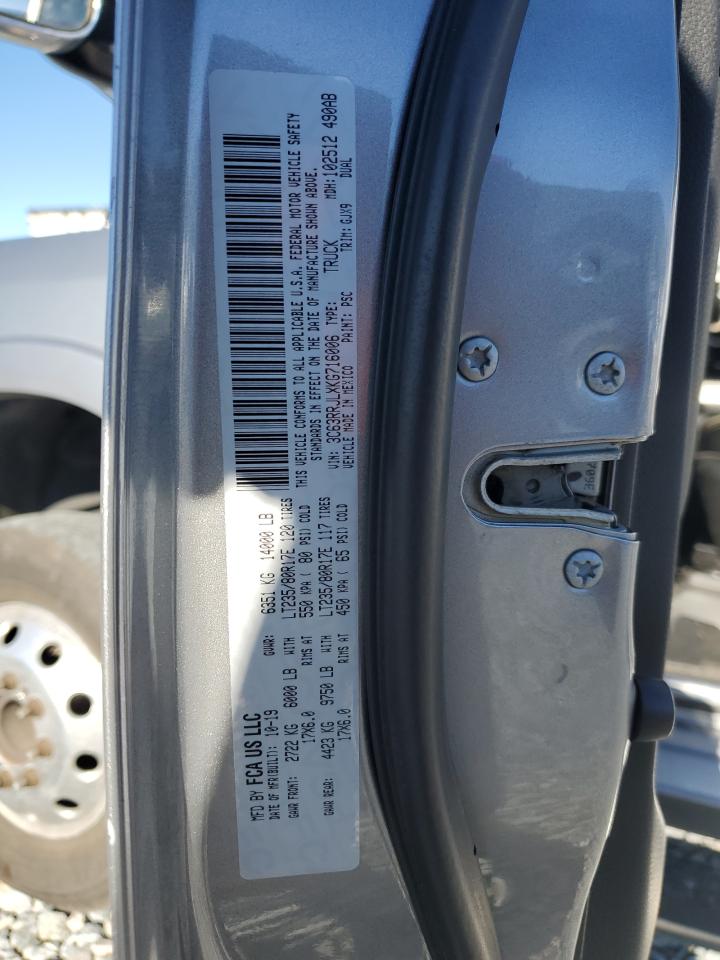 MFD BY FCA US LLC
DATE OF MFR(BUILT): 10-19 GVWR: 6351 KG 14000 LB
GAWR FRONT: 2722 KG 6000 LB WITH LT235/80R17E 120 TIRES
17X6.0 RIMS AT 550 KPA ( 80 PSI) COLD
GAWR REAR: 4423 KG 9750 LB WITH LT235/80R17E 117 TIRES
17X6.0 RIMS AT 450 KPA ( 65 PSI) COLD
THIS VEHICLE CONFORMS TO ALL APPLICABLE U.S.A. FEDERAL MOTOR VEHICLE SAFETY
STANDARDS IN EFFECT ON THE DATE OF MANUFACTURE SHOWN ABOVE.
VIN: 3C63RRJLXKG716006 TYPE: TRUCK MDH:102512 490AB
VEHICLE MADE IN MEXICO PAINT: PSC TRIM: GJX9 DUAL